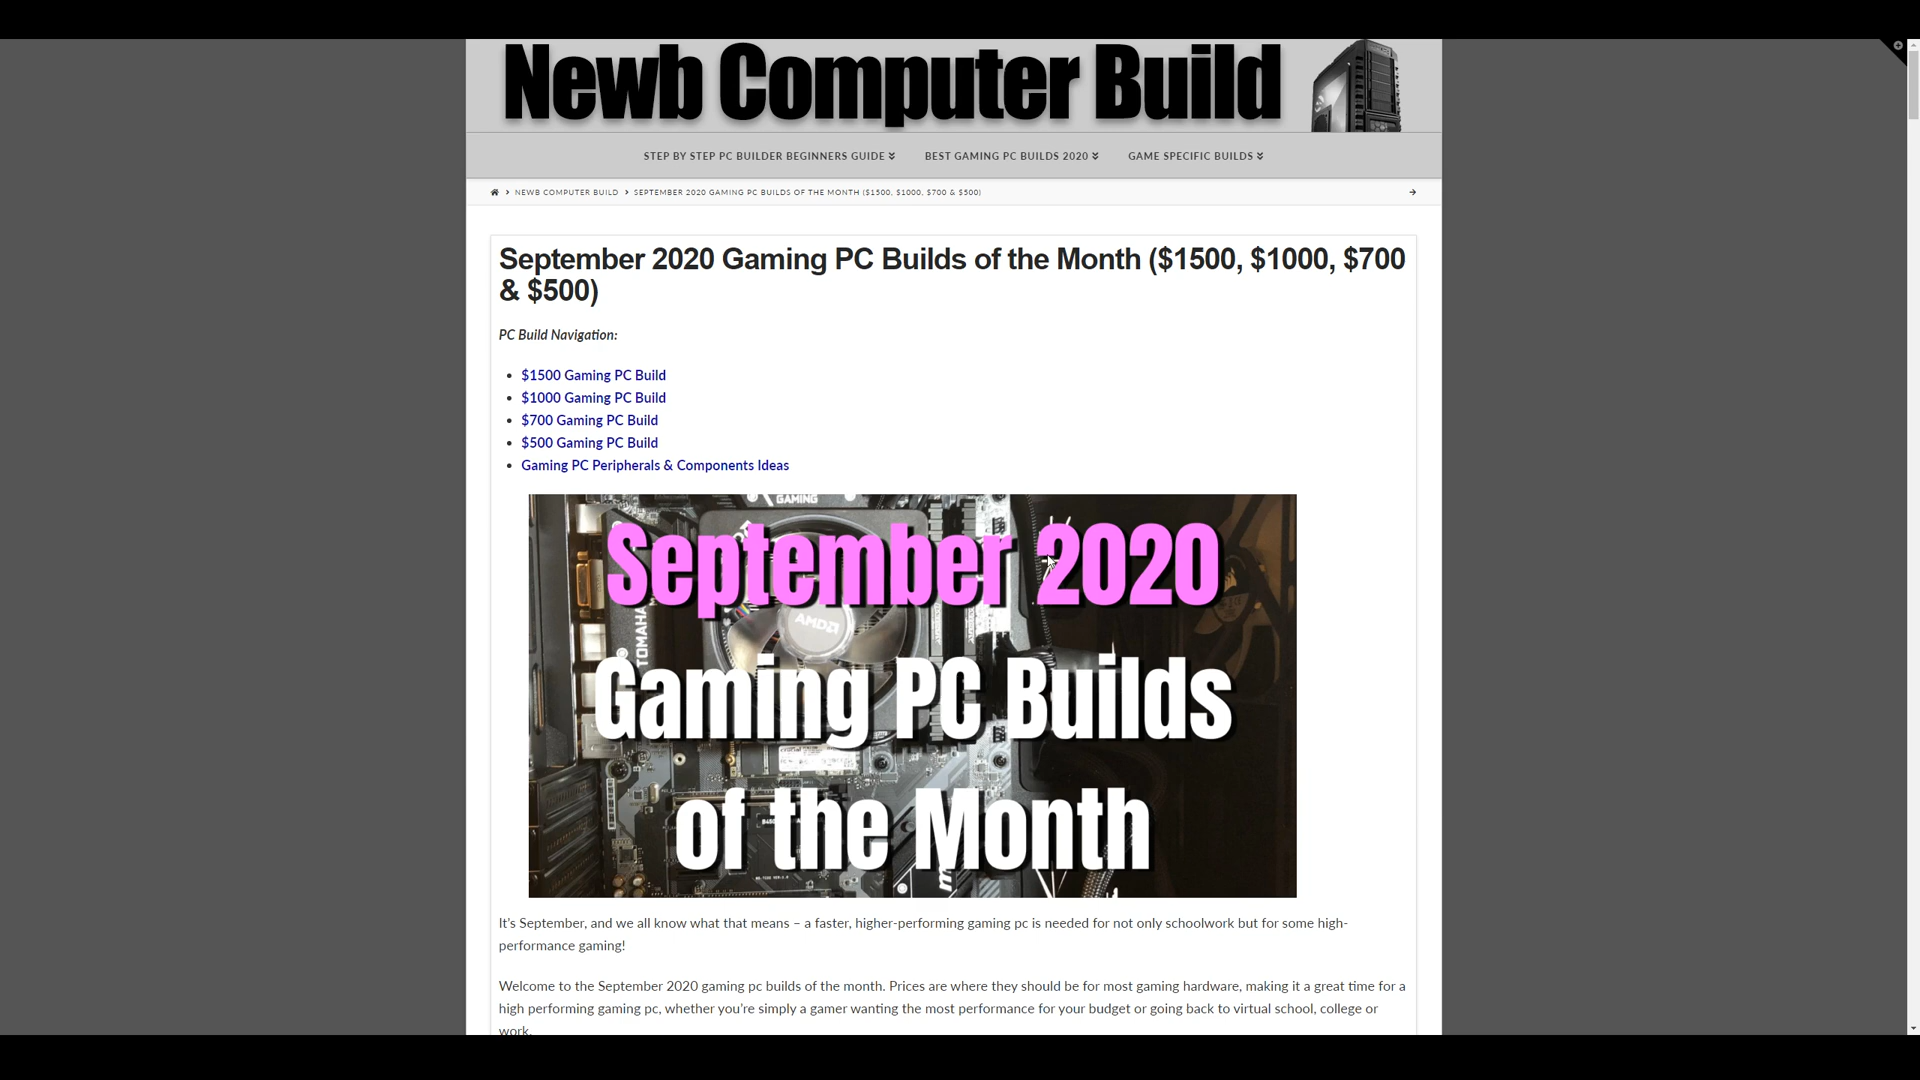 Newb Computer Build
STEP BY STEP PC BUILDER BEGINNERS GUIDE
BEST GAMING PC BUILDS 2020
GAME SPECIFIC BUILDS
NEWB COMPUTER BUILD
SEPTEMBER 2020 GAMING PC BUILDS OF THE MONTH ($1500, $1000, $700 & $500)
September 2020 Gaming PC Builds of the Month ($1500, $1000, $700
& $500)
PC Build Navigation:
$1500 Gaming PC Build
$1000 Gaming PC Build
$700 Gaming PC Build
$500 Gaming PC Build
Gaming PC Peripherals & Components Ideas
GAMING
September 2020
AMD
TOMAHA
Gaming PC Builds
of the Month
It's September, and we all know what that means – a faster, higher-performing gaming pc is needed for not only schoolwork but for some high-
performance gaming!
Welcome to the September 2020 gaming pc builds of the month. Prices are where they should be for most gaming hardware, making it a great time for a
high performing gaming pc, whether you're simply a gamer wanting the most performance for your budget or going back to virtual school, college or
work.